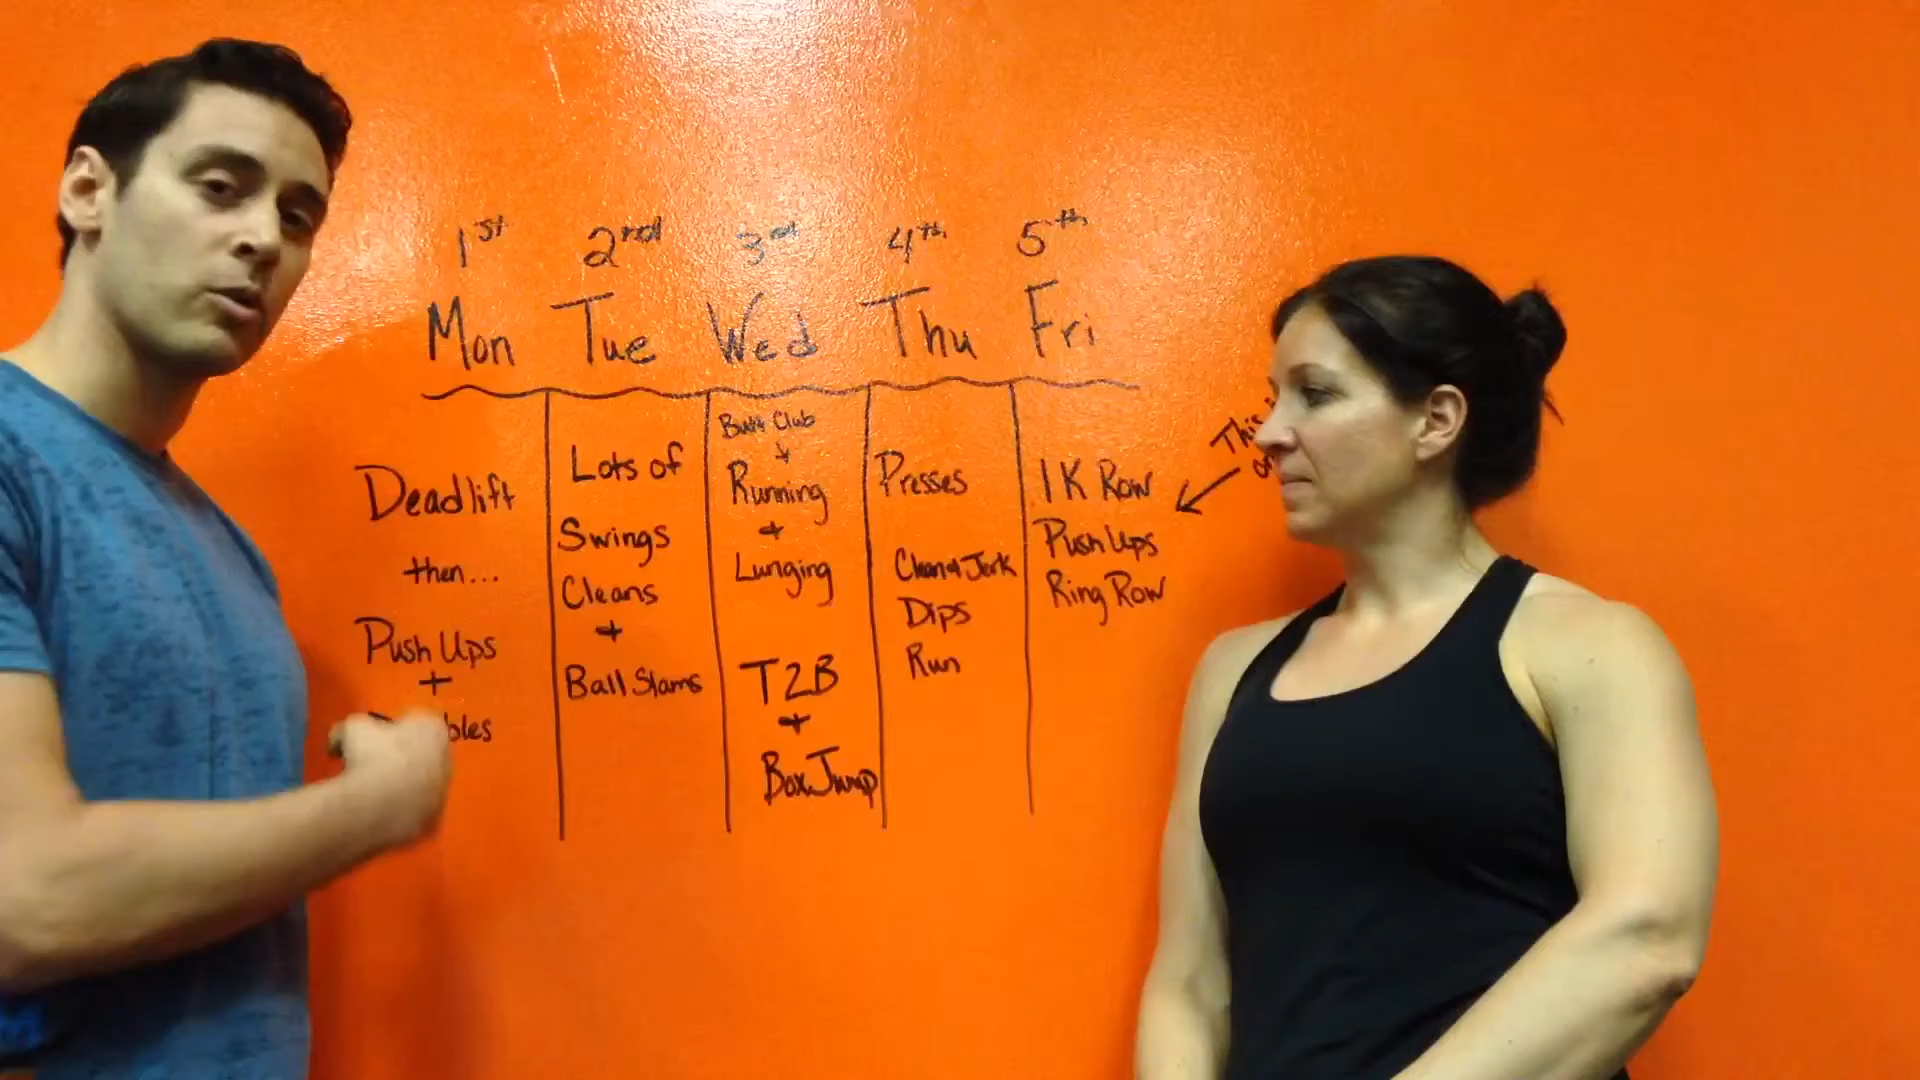 1st 2nd 3rd 4th 5th
Mon Tue Wed Thu Fri
Deadlift
then...
Push Ups
+
Lots of
Swings
Cleans
+
Ball Slams
Club
+
Running
+
Lunging
T2B
+
Box Jump
Presses
Clean & Jerk
Dips
Run
1K Row
Push Ups
Ring Row
This